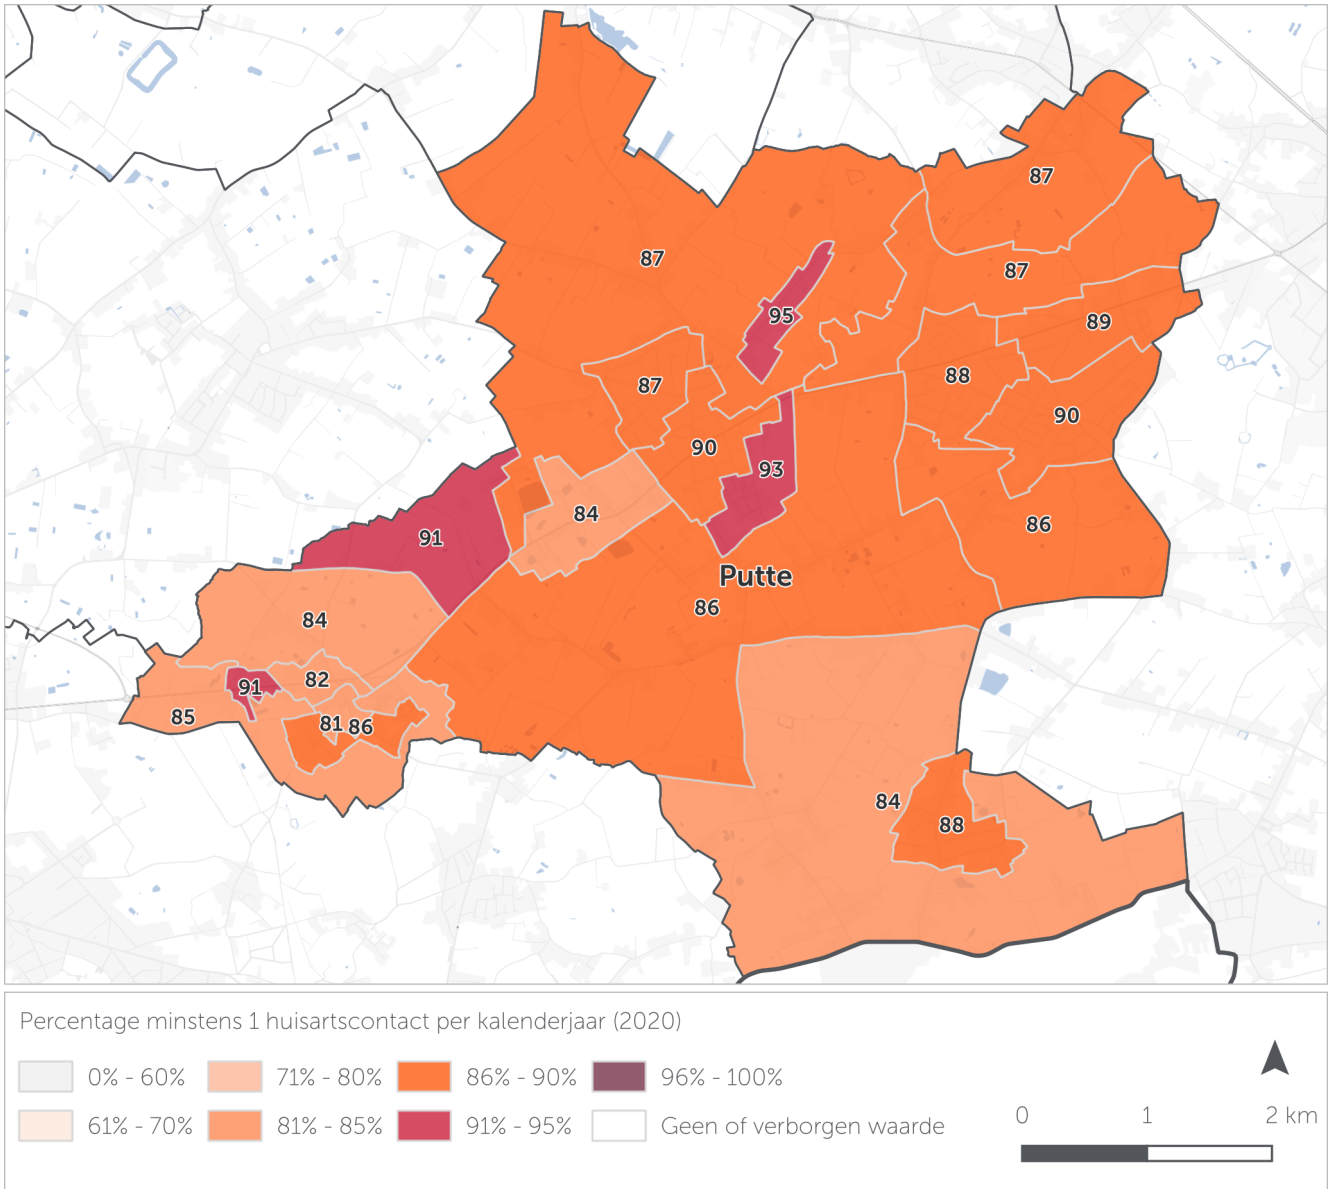 87
87
87
95
89
88
87
90
90
93
84
86
91
Putte
86
84
82
91
85
81
86
84
88
Percentage minstens 1 huisartscontact per kalenderjaar (2020)
0% - 60%
71% - 80%
86% - 90%
96% - 100%
61% - 70%
81% - 85%
91% - 95%
Geen of verborgen waarde
0 1 2 km